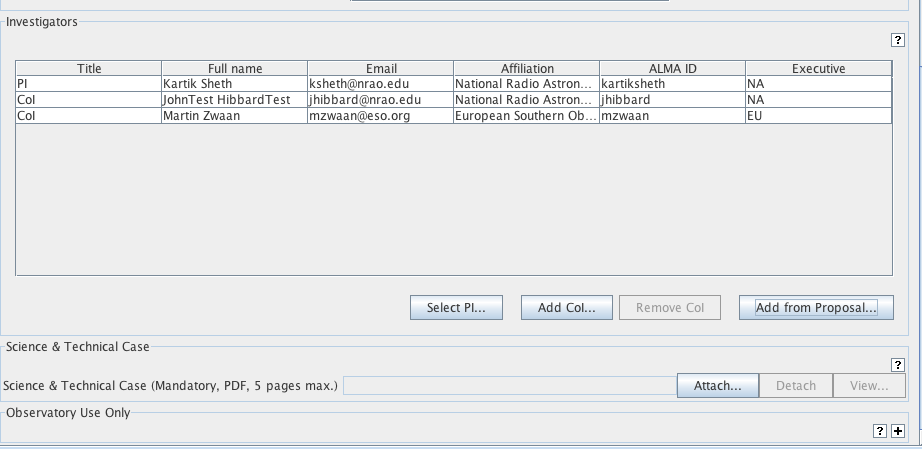 Investigators
?
Title Full name Email Affiliation ALMA ID Executive
PI Kartik Sheth ksheth@nrao.edu National Radio Astron... kartiksheth NA
CoI JohnTest HibbardTest jhibbard@nrao.edu National Radio Astron... jhibbard NA
CoI Martin Zwaan mzwaan@eso.org European Southern Ob... mzwaan EU
Select PI... Add CoI... Remove CoI Add from Proposal...
Science & Technical Case
?
Science & Technical Case (Mandatory, PDF, 5 pages max.) Attach... Detach View...
Observatory Use Only
? +